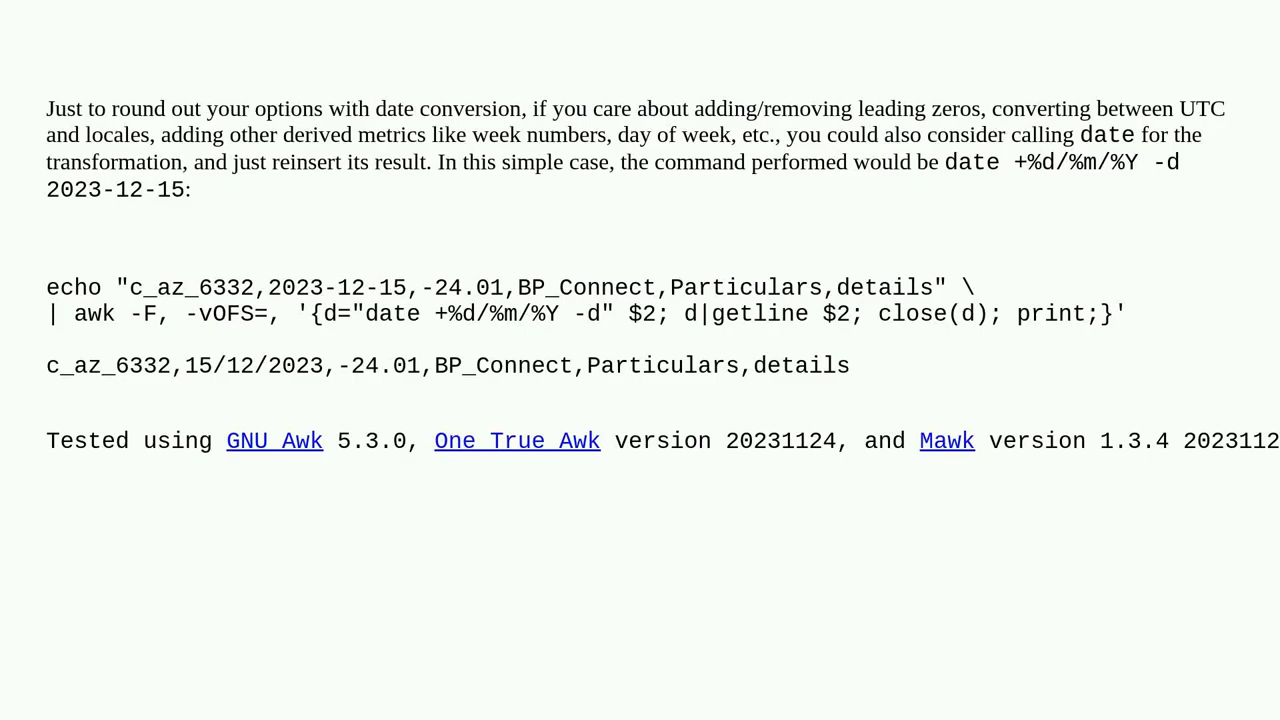 Just to round out your options with date conversion, if you care about adding/removing leading zeros, converting between UTC
and locales, adding other derived metrics like week numbers, day of week, etc., you could also consider calling date for the
transformation, and just reinsert its result. In this simple case, the command performed would be date +%d/%m/%Y -d
2023-12-15:
echo "c_az_6332,2023-12-15,-24.01,BP_Connect,Particulars,details" \
| awk -F, -vOFS=, '{d="date +%d/%m/%Y -d" $2; d|getline $2; close(d); print;}'
c_az_6332,15/12/2023,-24.01,BP_Connect,Particulars,details
Tested using GNU Awk 5.3.0, One True Awk version 20231124, and Mawk version 1.3.4 2023112